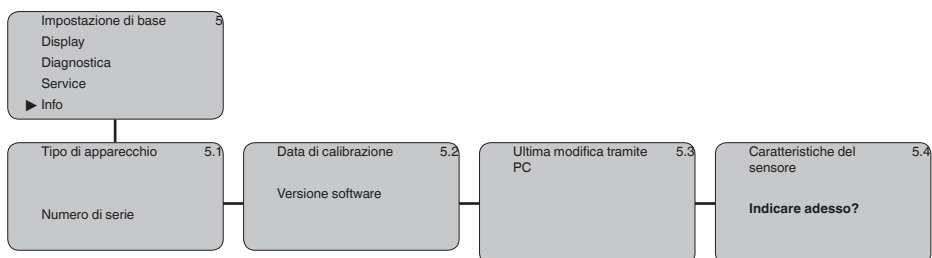 Impostazione di base 5
Display
Diagnostica
Service
▶ Info
Tipo di apparecchio 5.1
Numero di serie
Data di calibrazione 5.2
Versione software
Ultima modifica tramite 5.3
PC
Caratteristiche del 5.4
sensore
Indicare adesso?